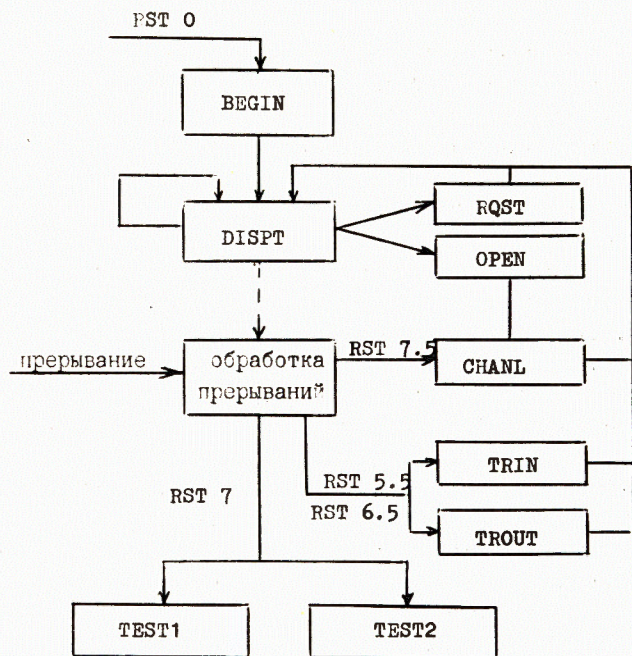 RST 0
BEGIN
DISPT
RQST
OPEN
прерывание
обработка
прерываний
RST 7.5
CHANL
RST 7
RST 5.5
RST 6.5
TRIN
TROUT
TEST1
TEST2